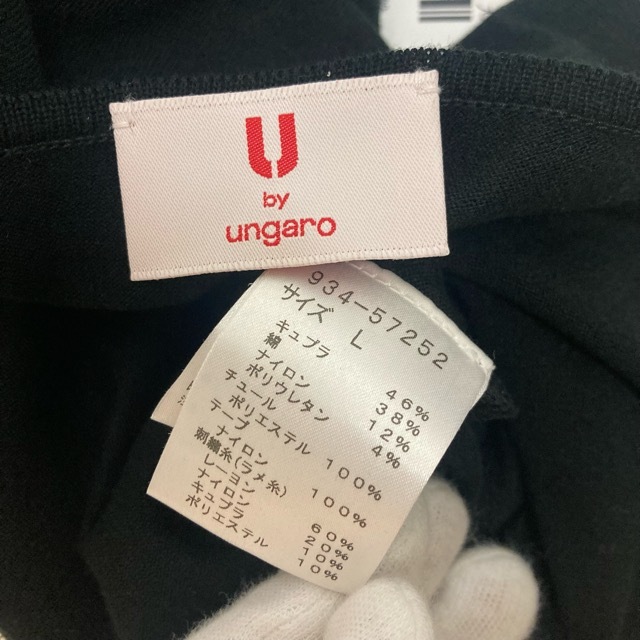 U
by
ungaro
934-57252
サイズ L
キュプラ 46%
綿 38%
ナイロン 12%
ポリウレタン 4%
チュール
ポリエステル 100%
テープ
ナイロン 100%
刺繍糸(ラメ糸)
レーヨン 60%
ナイロン 20%
キュプラ 10%
ポリエステル 10%